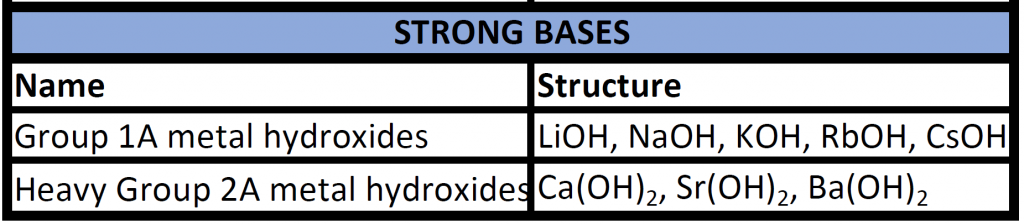 STRONG BASES
Name Structure
Group 1A metal hydroxides LiOH, NaOH, KOH, RbOH, CsOH
Heavy Group 2A metal hydroxides Ca(OH)₂, Sr(OH)₂, Ba(OH)₂